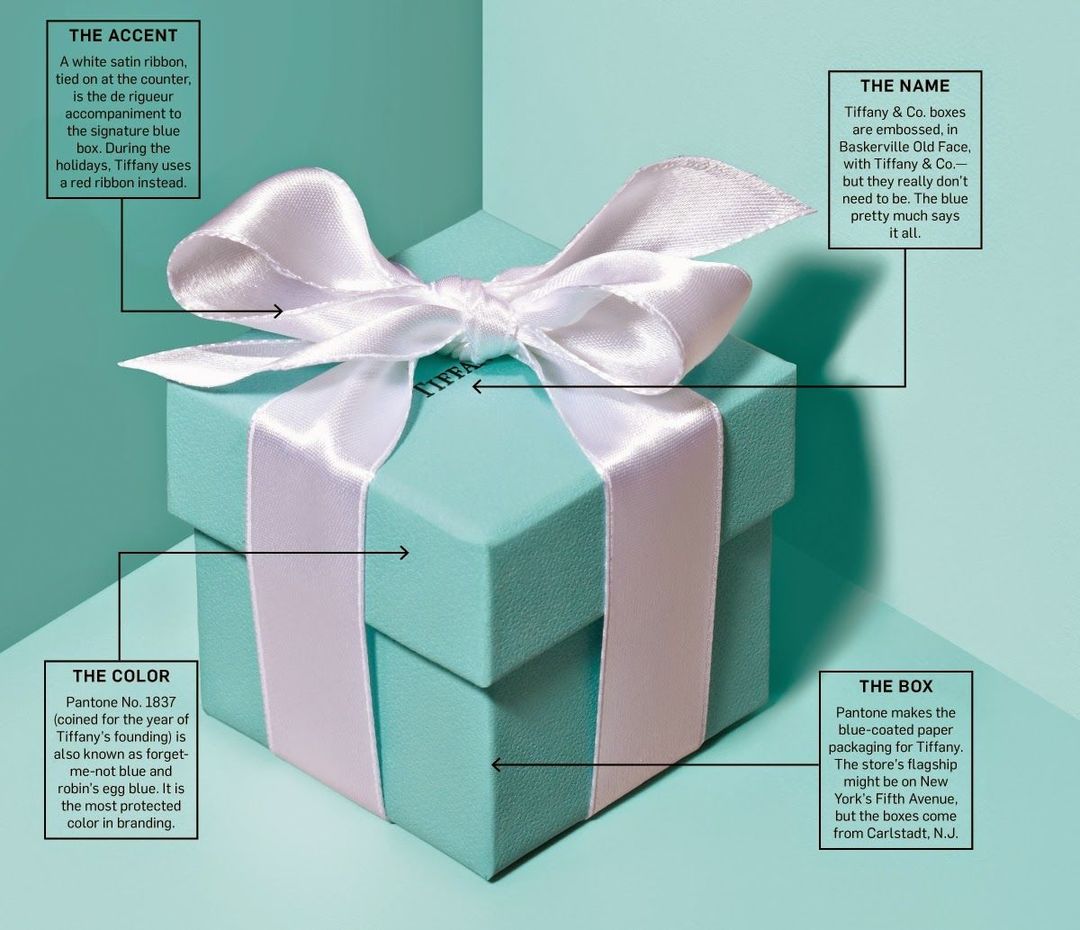 THE ACCENT
A white satin ribbon,
tied on at the counter,
is the de rigueur
accompaniment to
the signature blue
box. During the
holidays, Tiffany uses
a red ribbon instead.
THE NAME
Tiffany & Co. boxes
are embossed, in
Baskerville Old Face,
with Tiffany & Co.—
but they really don't
need to be. The blue
pretty much says
it all.
TIFFA
THE COLOR
Pantone No. 1837
(coined for the year of
Tiffany's founding) is
also known as forget-
me-not blue and
robin's egg blue. It is
the most protected
color in branding.
THE BOX
Pantone makes the
blue-coated paper
packaging for Tiffany.
The store's flagship
might be on New
York's Fifth Avenue,
but the boxes come
from Carlstadt, N.J.